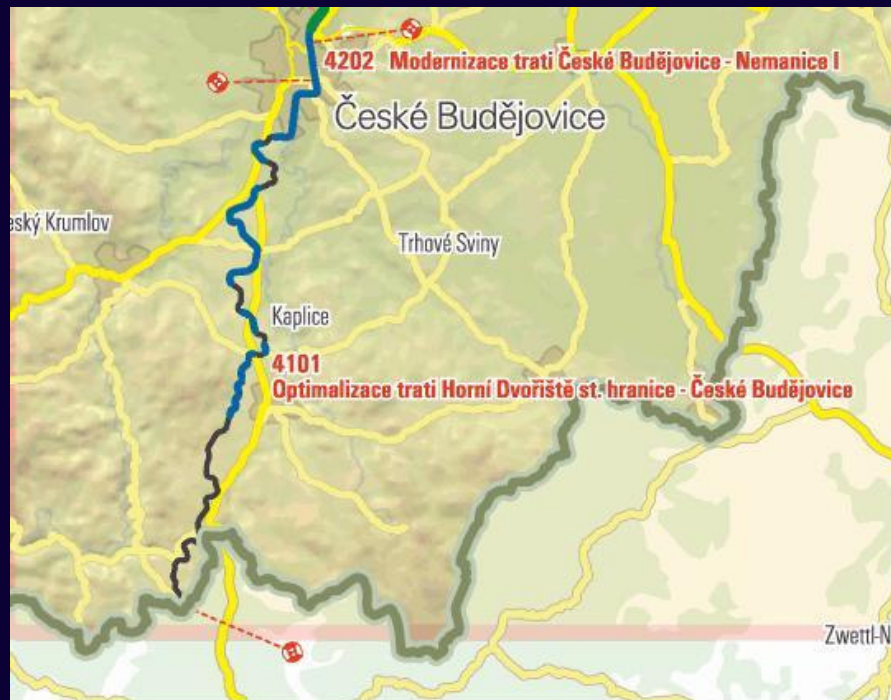 4202 Modernizace trati České Budějovice - Nemanice I
České Budějovice
eský Krumlov
Trhové Sviny
Kaplice
4101
Optimalizace trati Horní Dvořiště st. hranice - České Budějovice
Zwettl-N